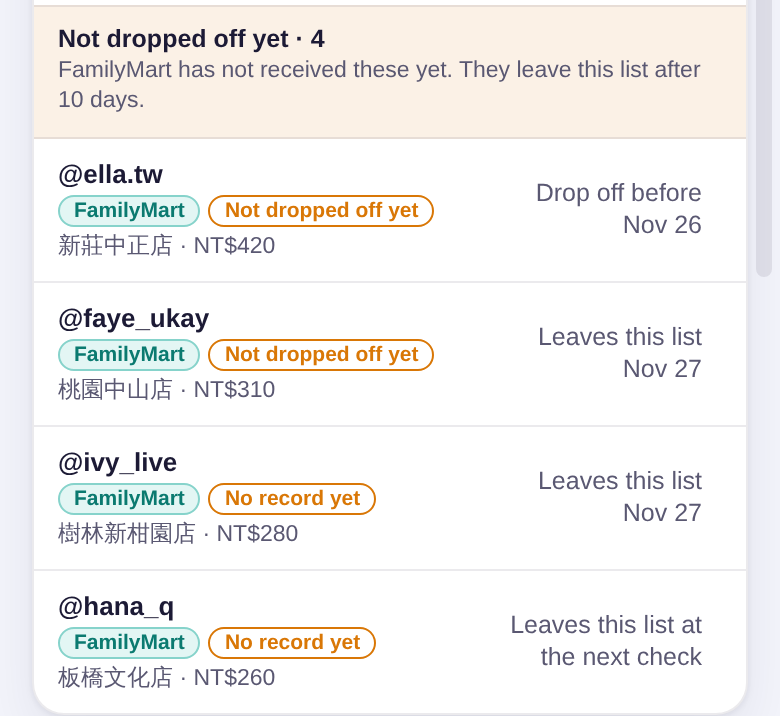 Not dropped off yet · 4
FamilyMart has not received these yet. They leave this list after
10 days.
@ella.tw
FamilyMart Not dropped off yet
新莊中正店 · NT$420
Drop off before
Nov 26
@faye_ukay
FamilyMart Not dropped off yet
桃園中山店 · NT$310
Leaves this list
Nov 27
@ivy_live
FamilyMart No record yet
樹林新柑園店 · NT$280
Leaves this list
Nov 27
@hana_q
FamilyMart No record yet
板橋文化店 · NT$260
Leaves this list at
the next check